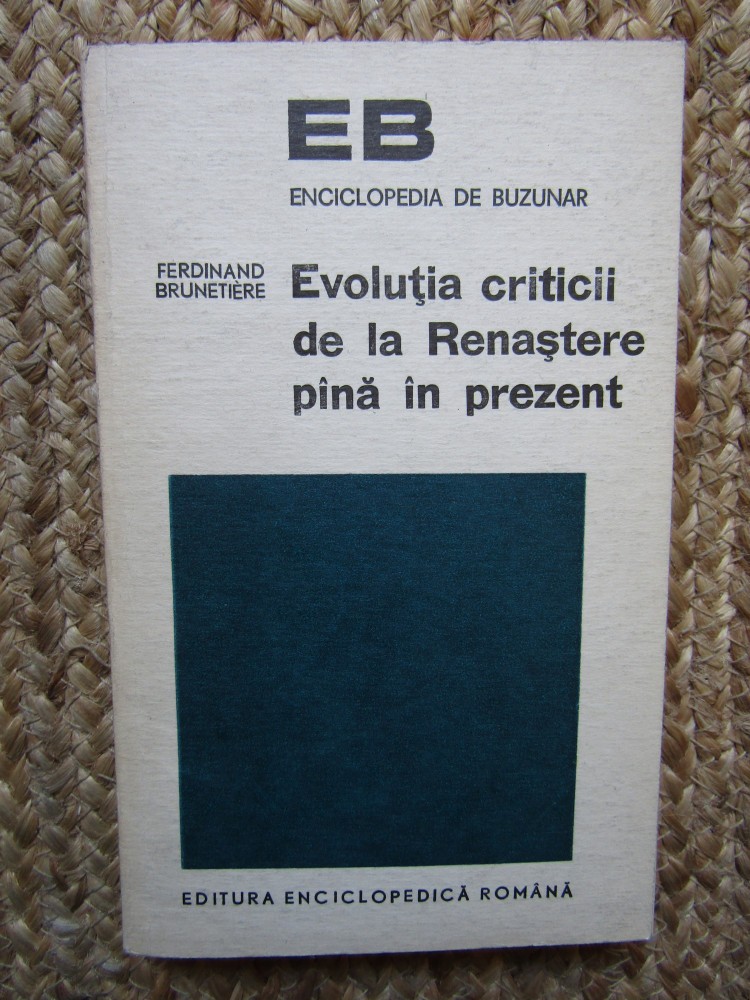 EB
ENCICLOPEDIA DE BUZUNAR
FERDINAND
BRUNETIÈRE
Evoluţia criticii
de la Renaştere
pînă în prezent
EDITURA ENCICLOPEDICĂ ROMÂNĂ